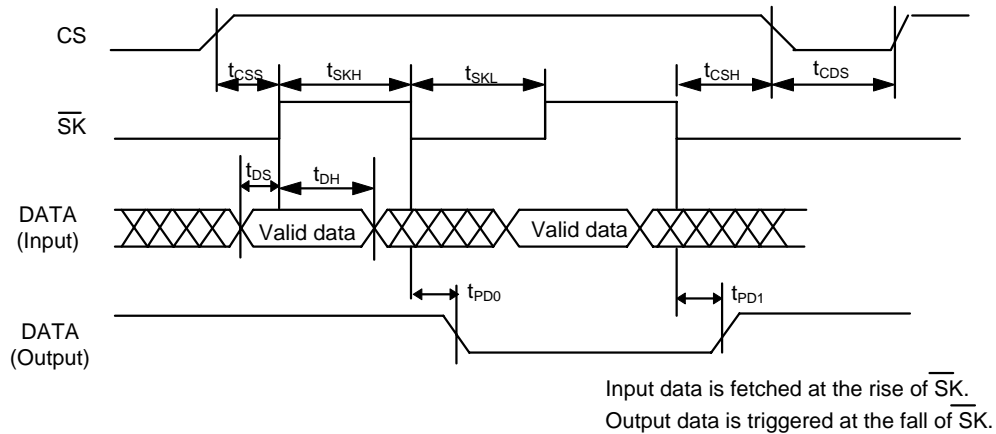 CS
tCSS tSKH tSKL tCSH tCDS
SK
tDS tDH
DATA
(Input)
Valid data Valid data
tPD0 tPD1
DATA
(Output)
Input data is fetched at the rise of SK.
Output data is triggered at the fall of SK.